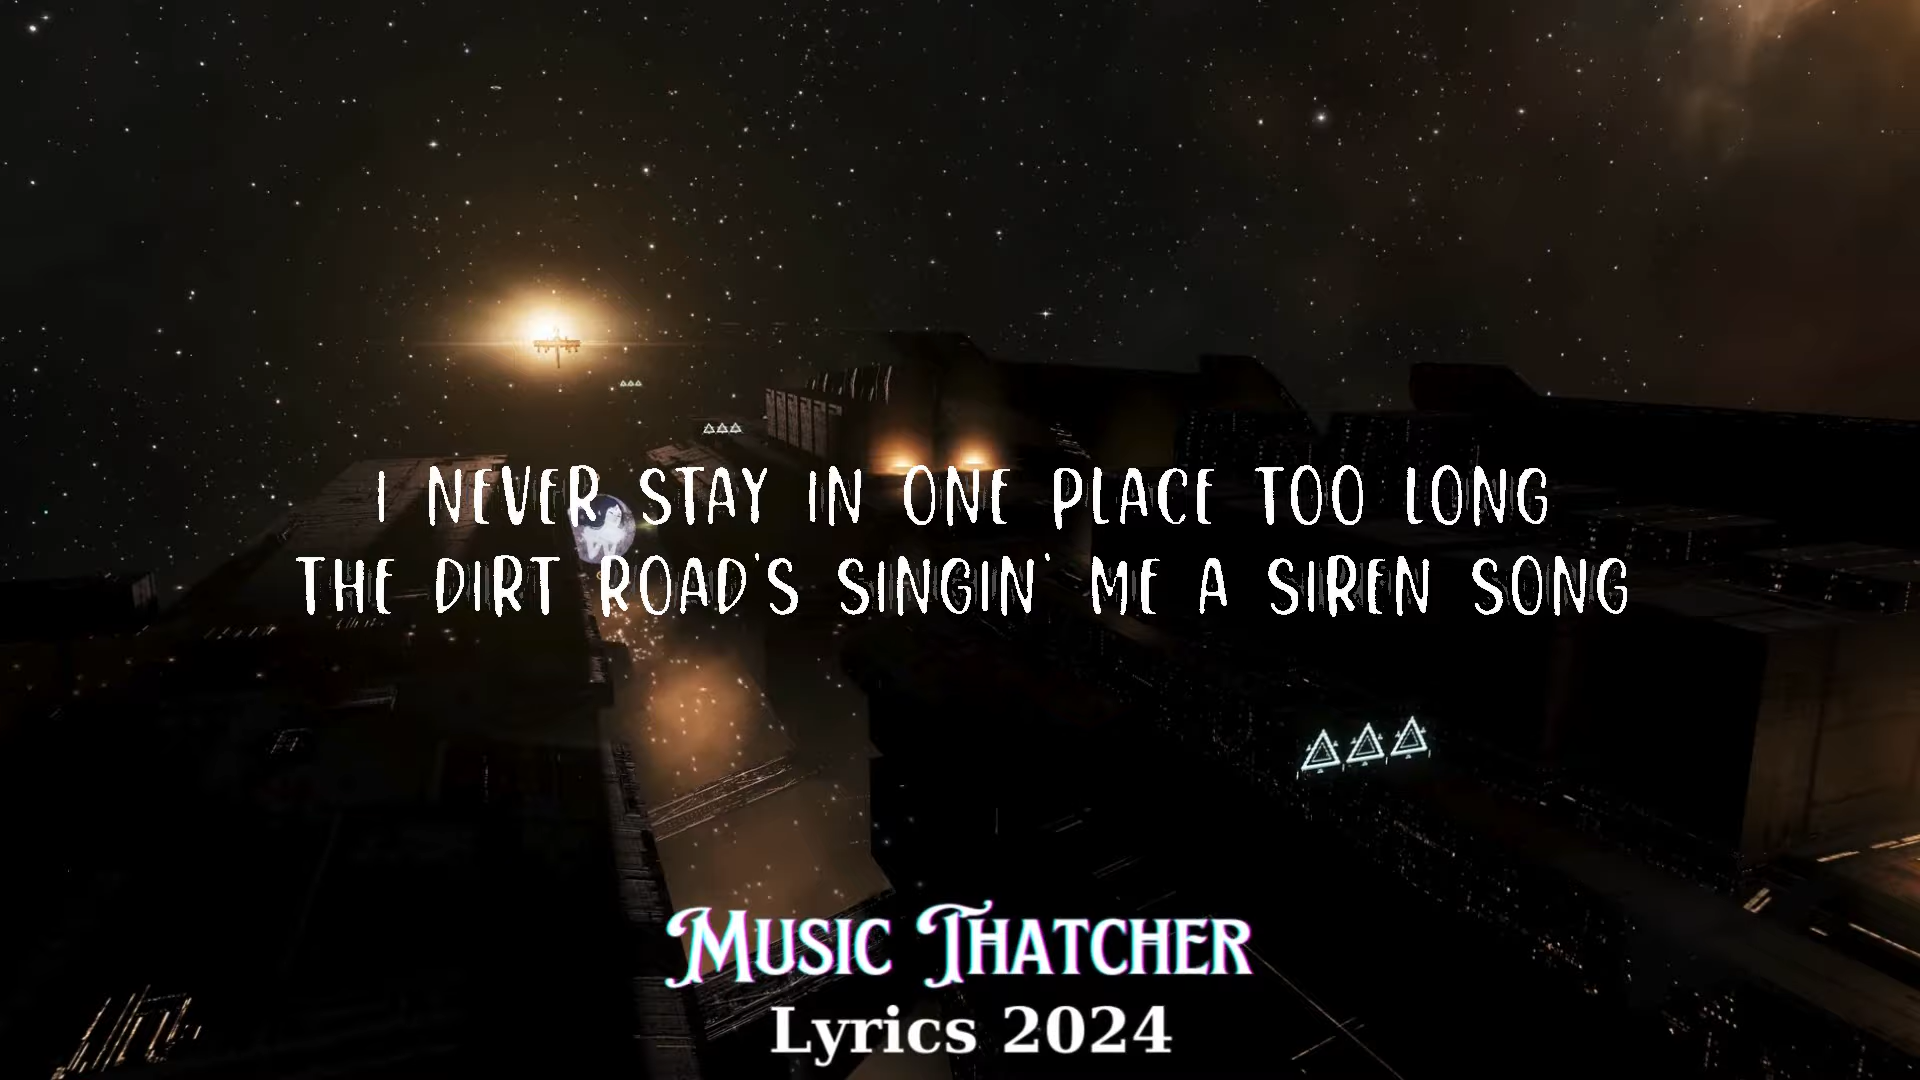 I NEVER STAY IN ONE PLACE TOO LONG
THE DIRT ROAD'S SINGIN' ME A SIREN SONG
MUSIC THATCHER
Lyrics 2024